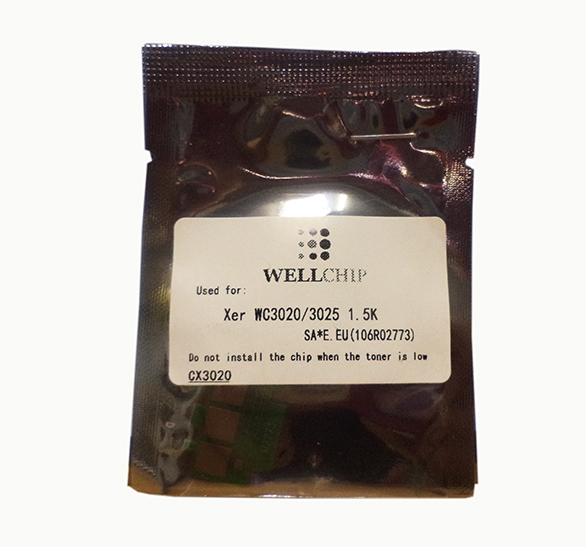 WELLCHIP
Used for:
Xer WC3020/3025 1.5K
SA*E.EU(106R02773)
Do not install the chip when the toner is low
CX3020